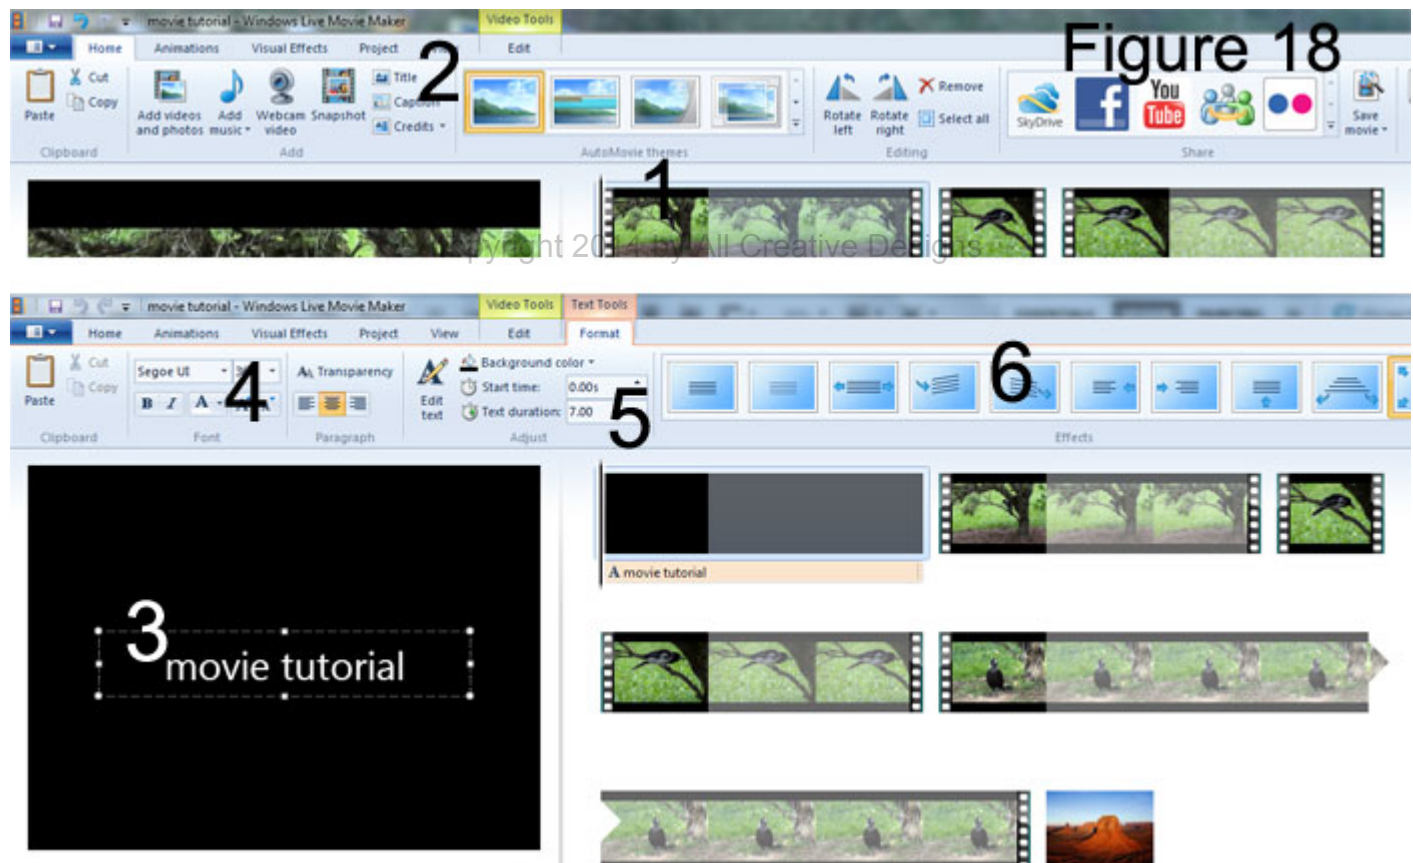 movie tutorial - Windows Live Movie Maker
Video Tools
Home Animations Visual Effects Project Edit
2
Figure 18
Paste
Cut
Copy
Clipboard
Add videos and photos
Add music
Webcam video
Snapshot
Title
Caption
Credits
Add
AutoMovie themes
Rotate left
Rotate right
Remove
Select all
Editing
SkyDrive
f
You Tube
Share
Save movie
1
by All Creative Designs
movie tutorial - Windows Live Movie Maker
Video Tools Text Tools
Home Animations Visual Effects Project View Edit Format
Paste
Cut
Copy
Clipboard
Segoe UI
4
B I A
Font
Transparency
Paragraph
Edit text
Background color
Start time: 0.00s
Text duration: 7.00
5
Adjust
6
Effects
A movie tutorial
3
movie tutorial